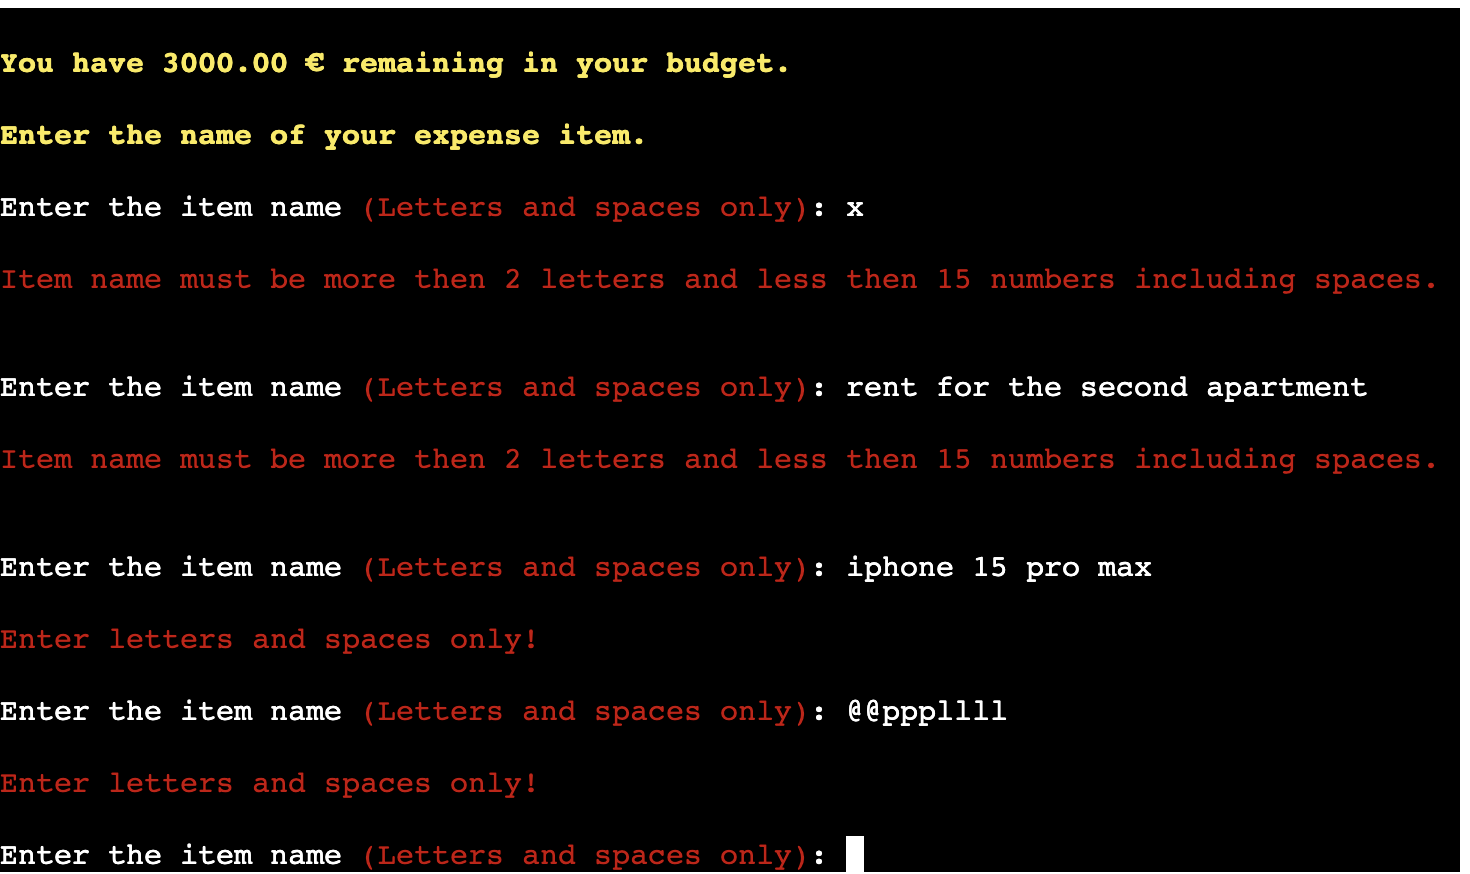 You have 3000.00 € remaining in your budget.
Enter the name of your expense item.
Enter the item name (Letters and spaces only): x
Item name must be more then 2 letters and less then 15 numbers including spaces.
Enter the item name (Letters and spaces only): rent for the second apartment
Item name must be more then 2 letters and less then 15 numbers including spaces.
Enter the item name (Letters and spaces only): iphone 15 pro max
Enter letters and spaces only!
Enter the item name (Letters and spaces only): @@pppllll
Enter letters and spaces only!
Enter the item name (Letters and spaces only):